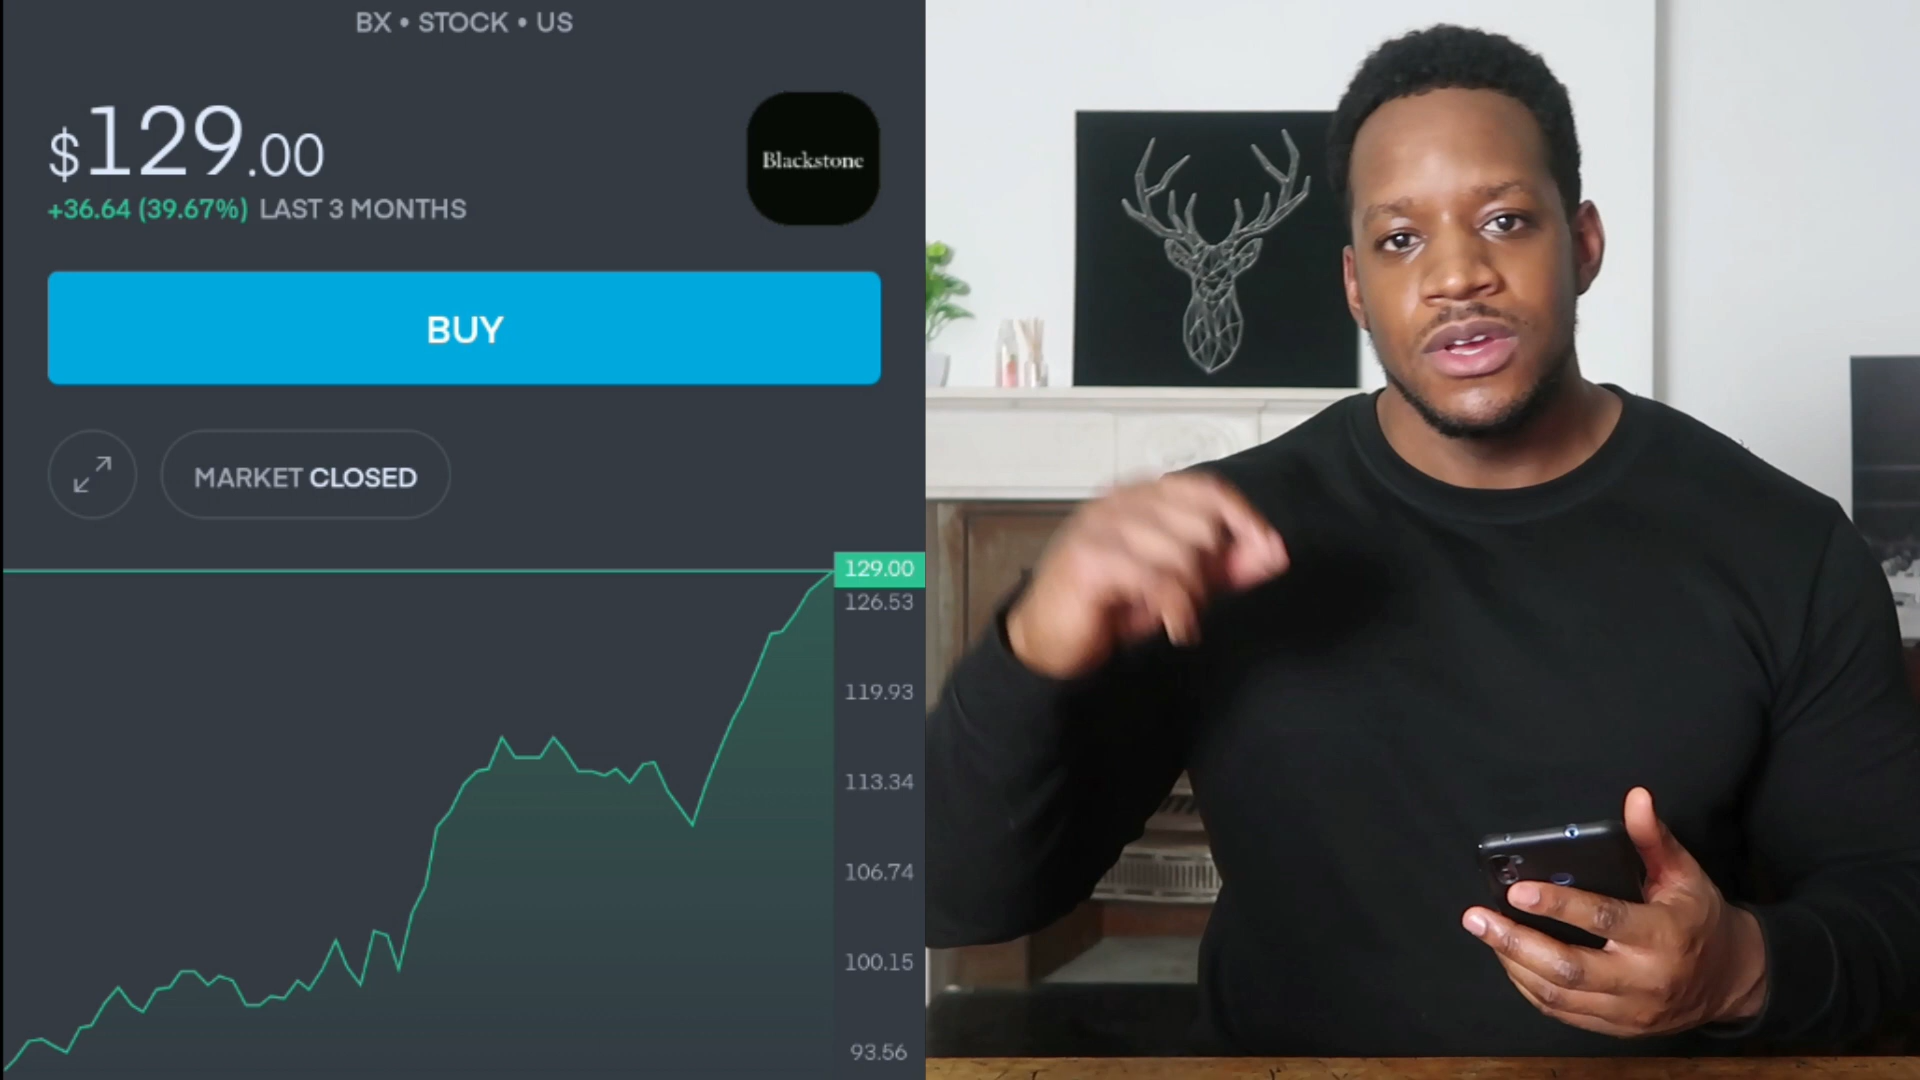 BX • STOCK • US
$129.00
Blackstone
+36.64 (39.67%) LAST 3 MONTHS
BUY
MARKET CLOSED
129.00
126.53
119.93
113.34
106.74
100.15
93.56